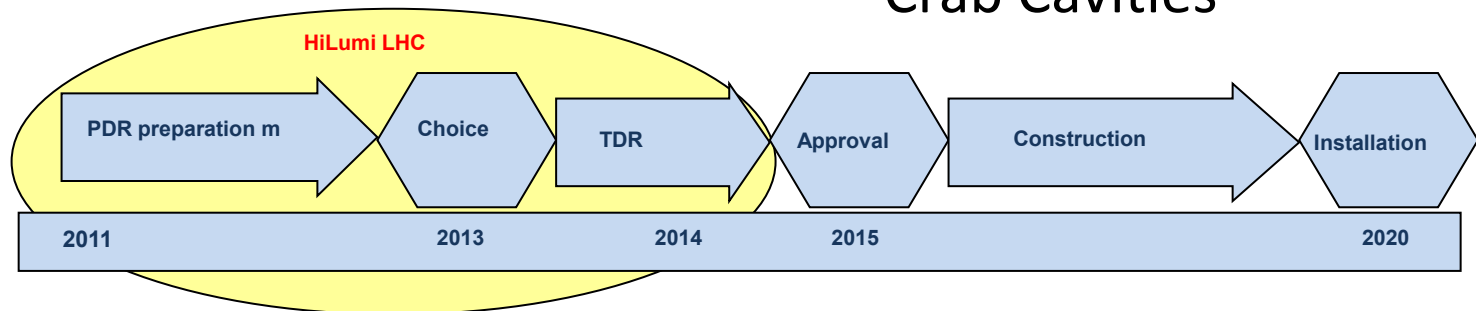 Crab Cavities
HiLumi LHC
PDR preparation m
Choice
TDR
Approval
Construction
Installation
2011
2013
2014
2015
2020